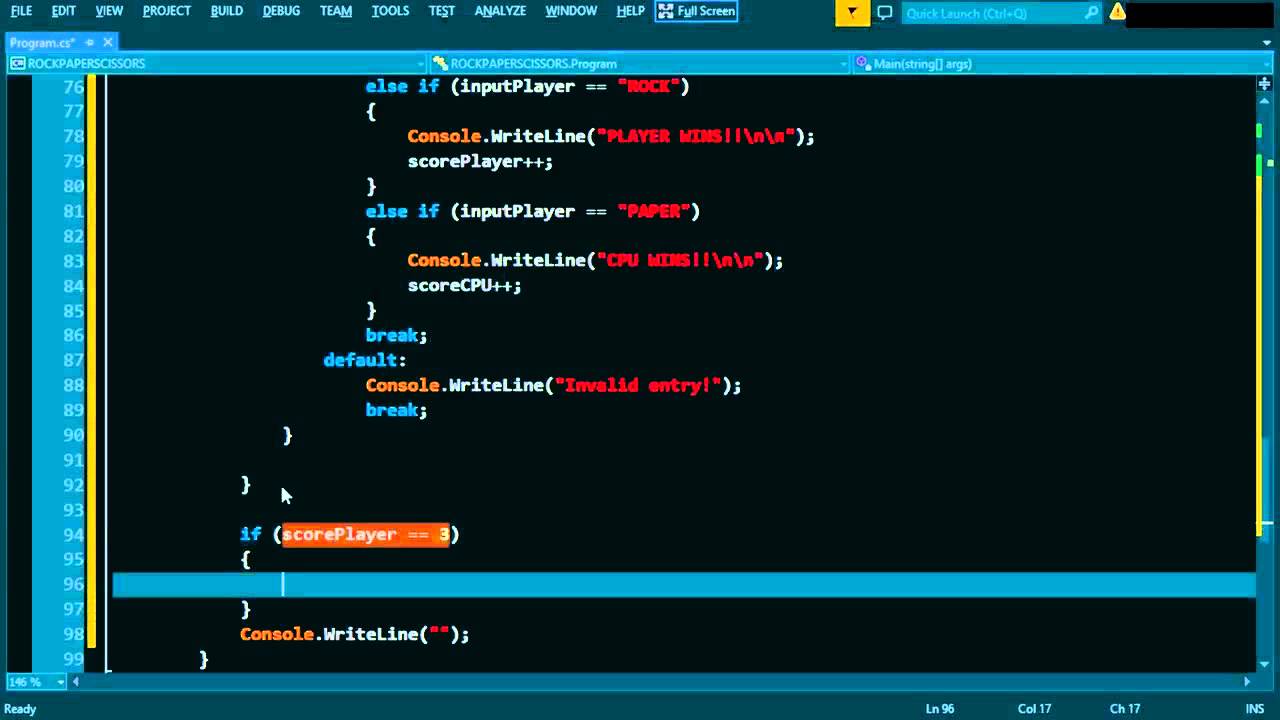 FILE EDIT VIEW PROJECT BUILD DEBUG TEAM TOOLS TEST ANALYZE WINDOW HELP Full Screen Quick Launch (Ctrl+Q)
Program.cs*
ROCKPAPERSCISSORS ROCKPAPERSCISSORS.Program Main(string[] args)
76 else if (inputPlayer == "ROCK")
77 {
78 Console.WriteLine("PLAYER WINS!!\n\n");
79 scorePlayer++;
80 }
81 else if (inputPlayer == "PAPER")
82 {
83 Console.WriteLine("CPU WINS!!\n\n");
84 scoreCPU++;
85 }
86 break;
87 default:
88 Console.WriteLine("Invalid entry!");
89 break;
90 }
91
92 }
93
94 if (scorePlayer == 3)
95 {
96
97 }
98 Console.WriteLine("");
99 }
146 %
Ready Ln 96 Col 17 Ch 17 INS